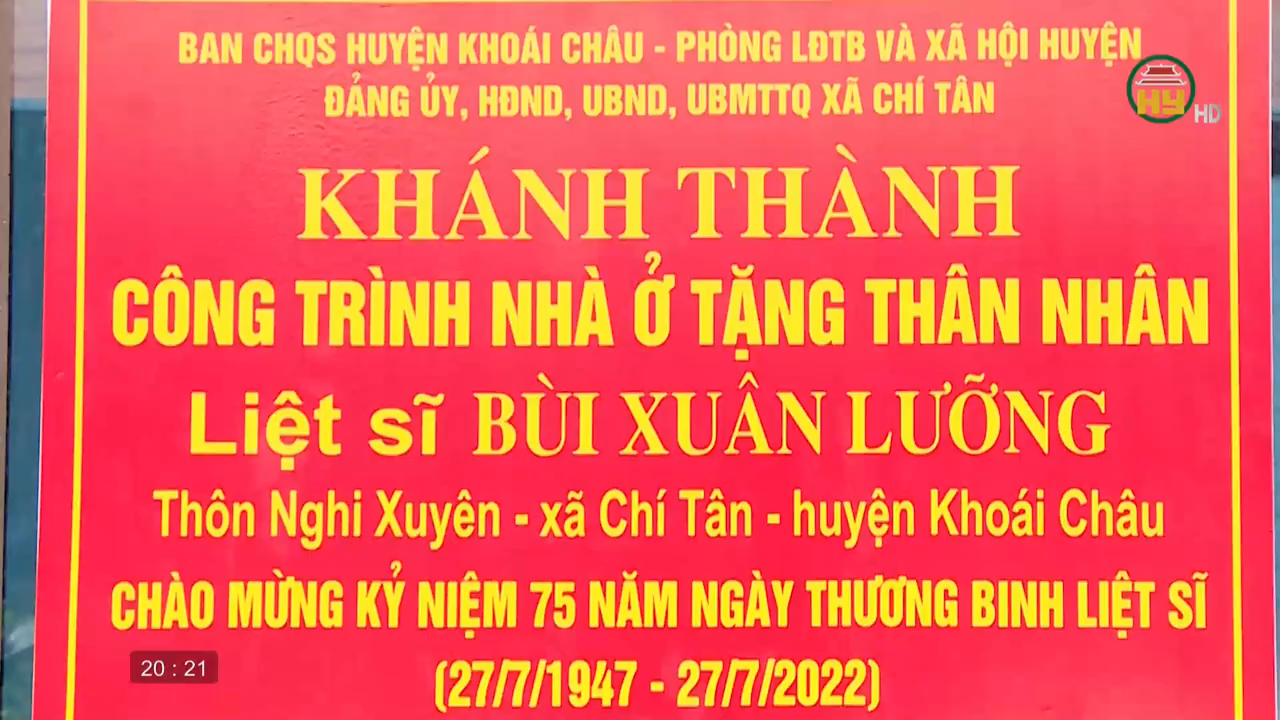 BAN CHQS HUYỆN KHOÁI CHÂU - PHÒNG LĐTB VÀ XÃ HỘI HUYỆN
ĐẢNG ỦY, HĐND, UBND, UBMTTQ XÃ CHÍ TÂN
HY HD
KHÁNH THÀNH
CÔNG TRÌNH NHÀ Ở TẶNG THÂN NHÂN
Liệt sĩ BÙI XUÂN LƯỠNG
Thôn Nghi Xuyên - xã Chí Tân - huyện Khoái Châu
CHÀO MỪNG KỶ NIỆM 75 NĂM NGÀY THƯƠNG BINH LIỆT SĨ
20 : 21
(27/7/1947 - 27/7/2022)